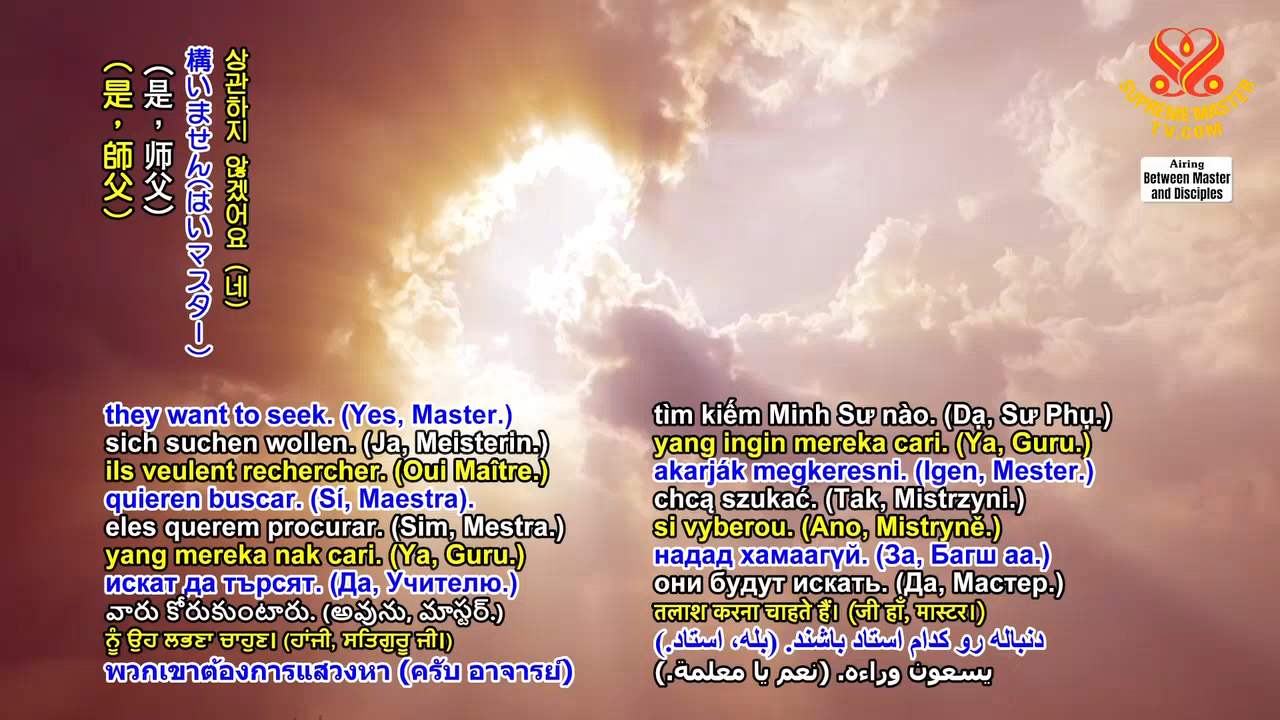 상관하지 않겠어요 (네)
構いません(はいマスター)
(是，师父)
(是，師父)
SUPREME MASTER
TV.COM
Airing
Between Master
and Disciples
they want to seek. (Yes, Master.)
sich suchen wollen. (Ja, Meisterin.)
ils veulent rechercher. (Oui Maître.)
quieren buscar. (Sí, Maestra).
eles querem procurar. (Sim, Mestra.)
yang mereka nak cari. (Ya, Guru.)
искат да търсят. (Да, Учителю.)
వారు కోరుకుంటారు. (అవును, మాస్టర్.)
ਨੂੰ ਉਹ ਲਭਣਾ ਚਾਹੁਣ। (ਹਾਂਜੀ, ਸਤਿਗੁਰੂ ਜੀ।)
พวกเขาต้องการแสวงหา (ครับ อาจารย์)
tìm kiếm Minh Sư nào. (Dạ, Sư Phụ.)
yang ingin mereka cari. (Ya, Guru.)
akarják megkeresni. (Igen, Mester.)
chcą szukać. (Tak, Mistrzyni.)
si vyberou. (Ano, Mistryně.)
надад хамаагүй. (За, Багш аа.)
они будут искать. (Да, Мастер.)
तलाश करना चाहते हैं। (जी हाँ, मास्टर।)
دنباله رو کدام استاد باشند. (بله، استاد.)
يسعون وراءه. (نعم يا معلمة.)